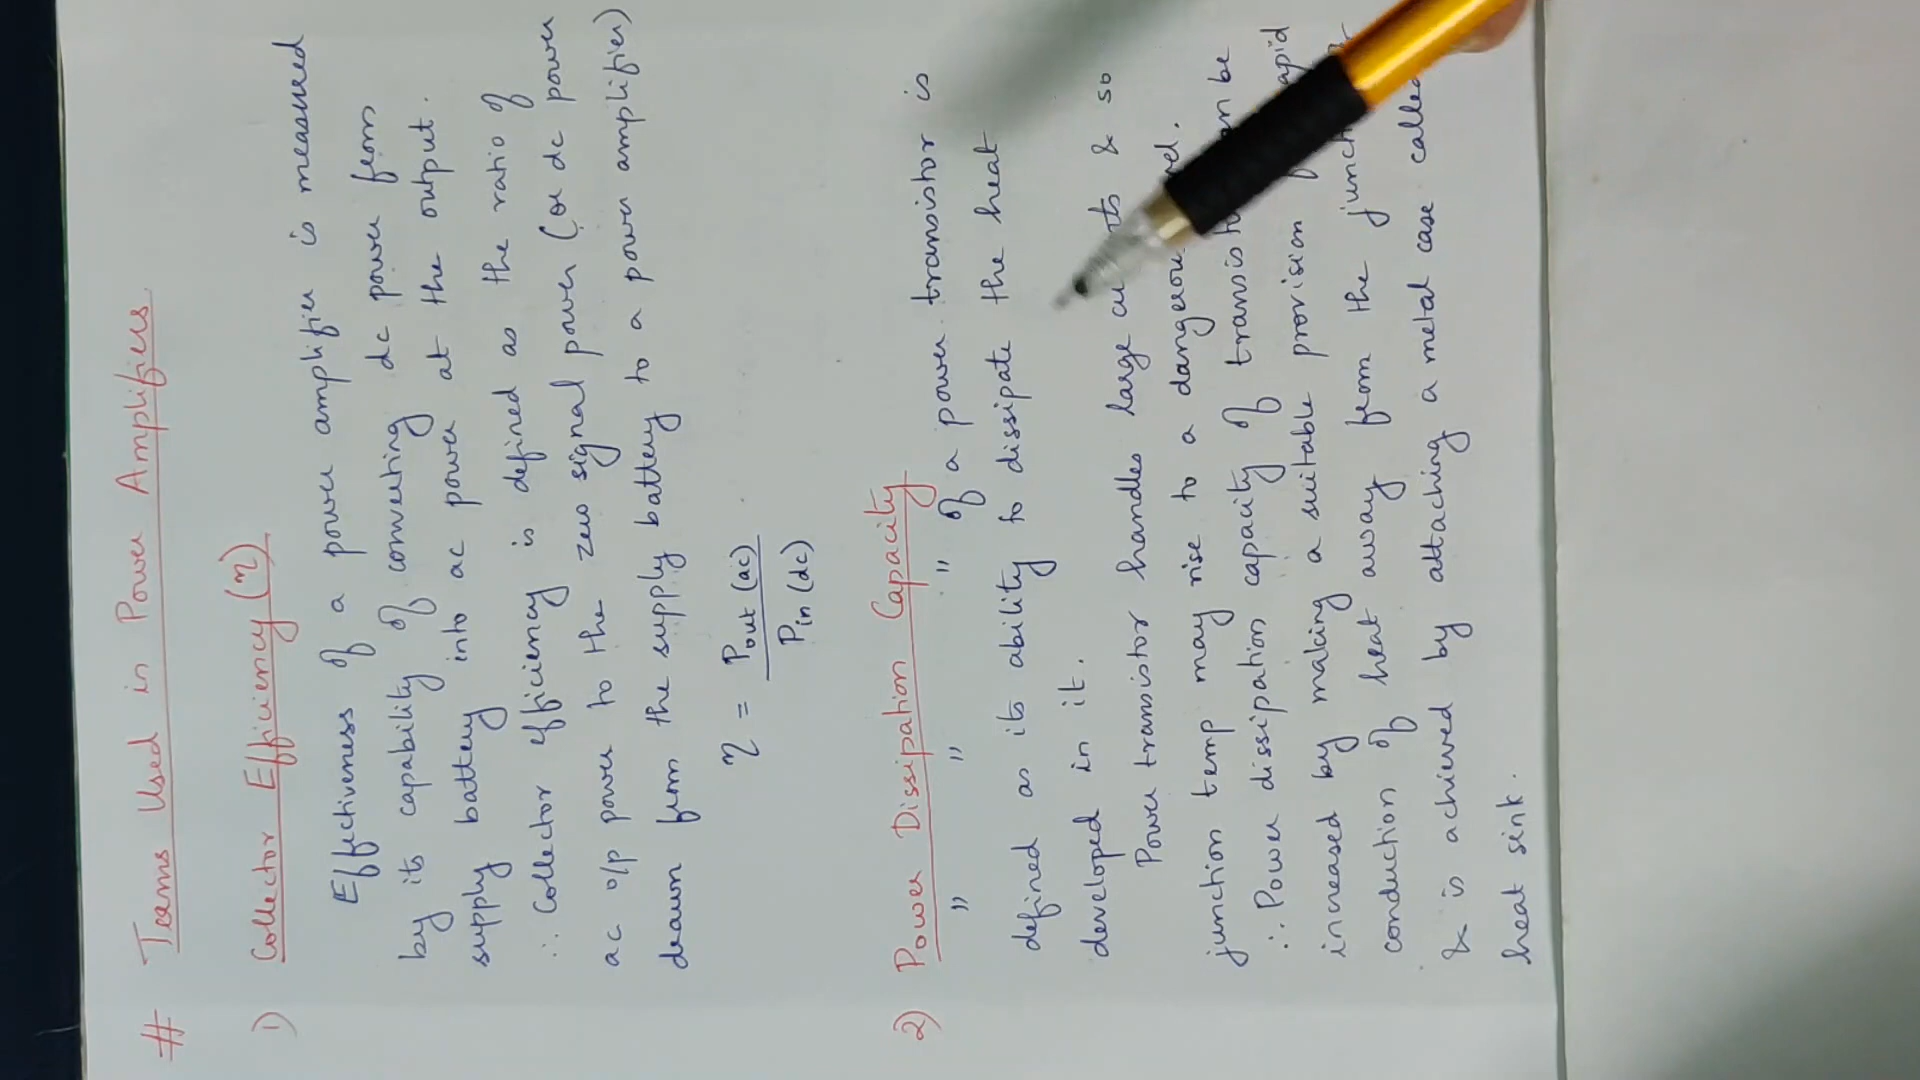 # Terms Used in Power Amplifiers
1) Collector Efficiency (η)
Effectiveness of a power amplifier is measured
by its capability of converting dc power from
supply battery into ac power at the output.
∴ Collector efficiency is defined as the ratio of
ac o/p power to the zero signal power (or dc power
drawn from the supply battery to a power amplifier)
η = Pout (ac) / Pin (dc)
2) Power Dissipation Capacity
" " " of a power transistor is
defined as its ability to dissipate the heat
developed in it.
Power transistor handles large & so
junction temp may rise to a
∴ Power dissipation capacity of be
increased by making a suitable provision
conduction of heat away from the
& is achieved by attaching a metal case
heat sink.